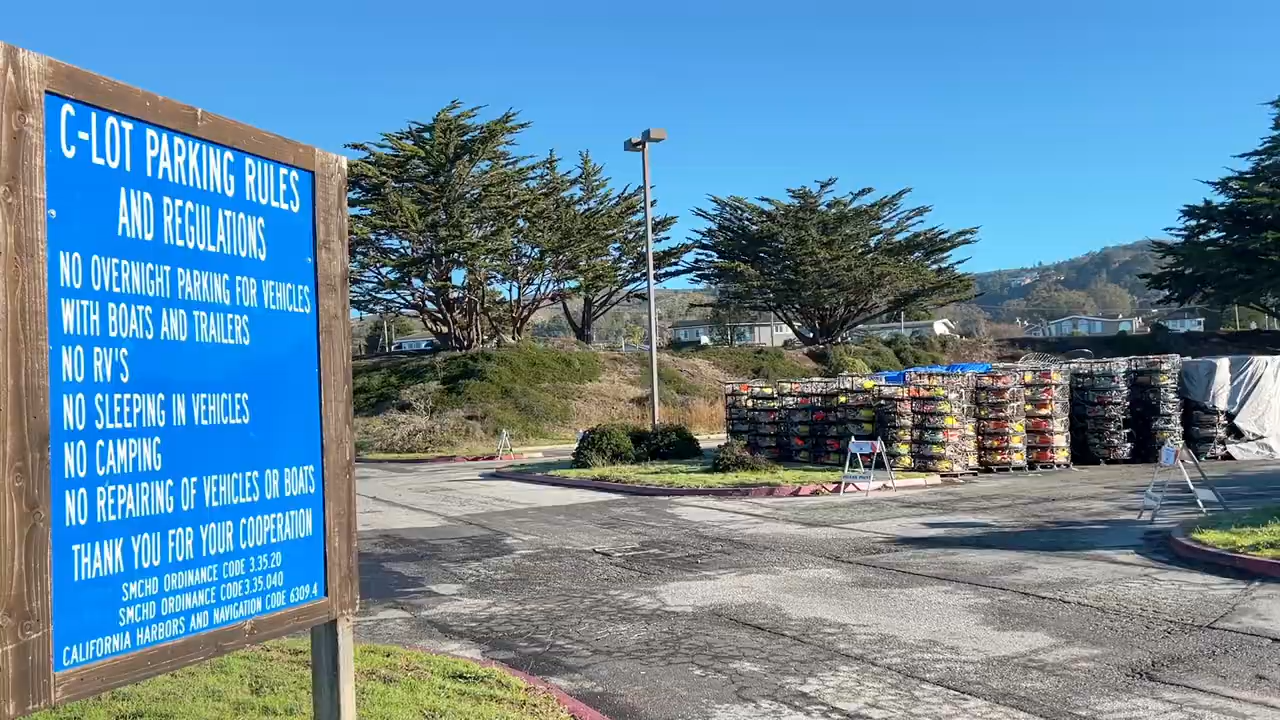 C-LOT PARKING RULES
AND REGULATIONS
NO OVERNIGHT PARKING FOR VEHICLES
WITH BOATS AND TRAILERS
NO RV'S
NO SLEEPING IN VEHICLES
NO CAMPING
NO REPAIRING OF VEHICLES OR BOATS
THANK YOU FOR YOUR COOPERATION
SMCHD ORDINANCE CODE 3.35.20
SMCHD ORDINANCE CODE3.35.040
CALIFORNIA HARBORS AND NAVIGATION CODE 6309.4